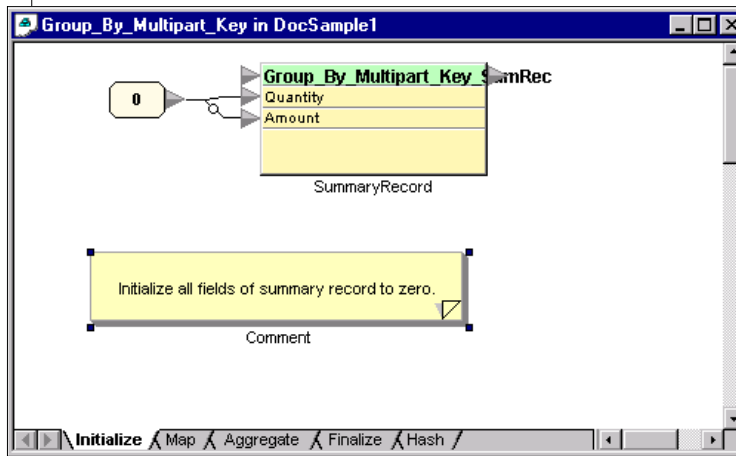 Group_By_Multipart_Key in DocSample1
Group_By_Multipart_Key_SumRec
0
Quantity
Amount
SummaryRecord
Initialize all fields of summary record to zero.
Comment
Initialize Map Aggregate Finalize Hash